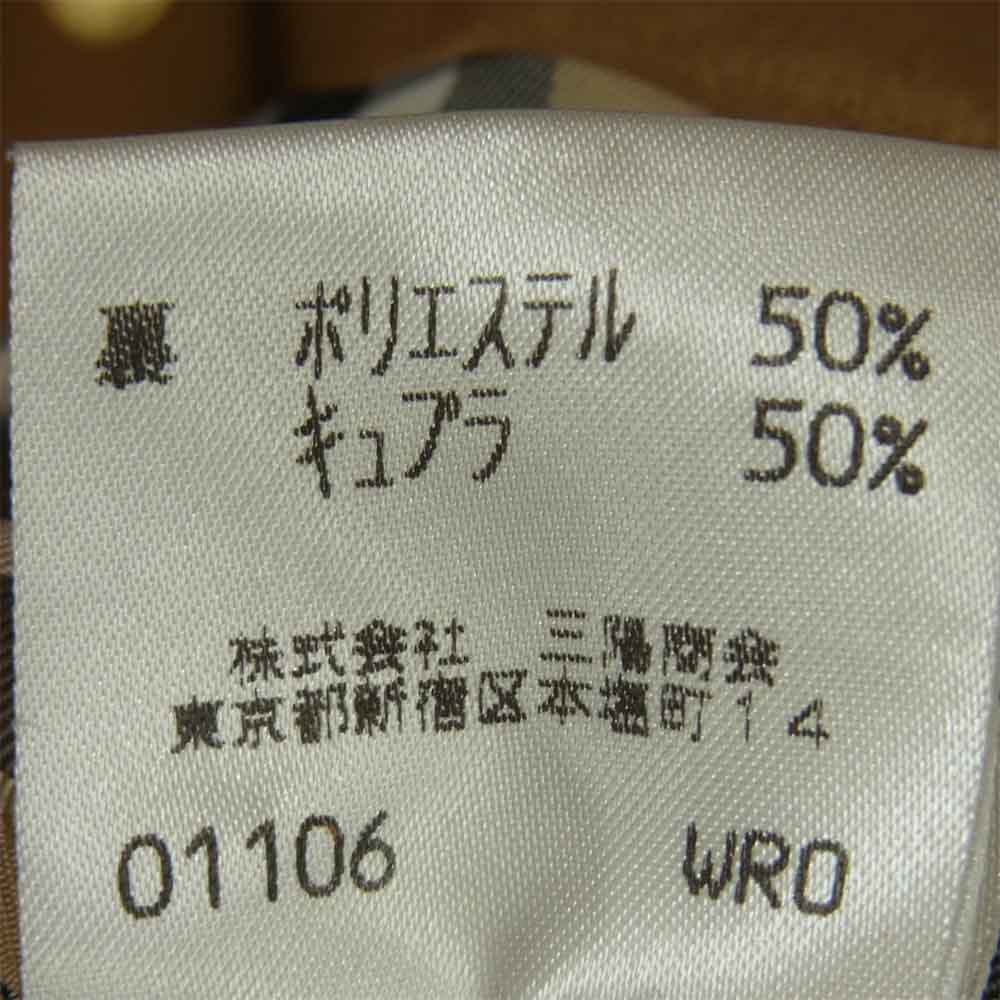 裏 ポリエステル 50%
キュプラ 50%
株式会社 三陽商会
東京都新宿区本塩町14
01106 WRO